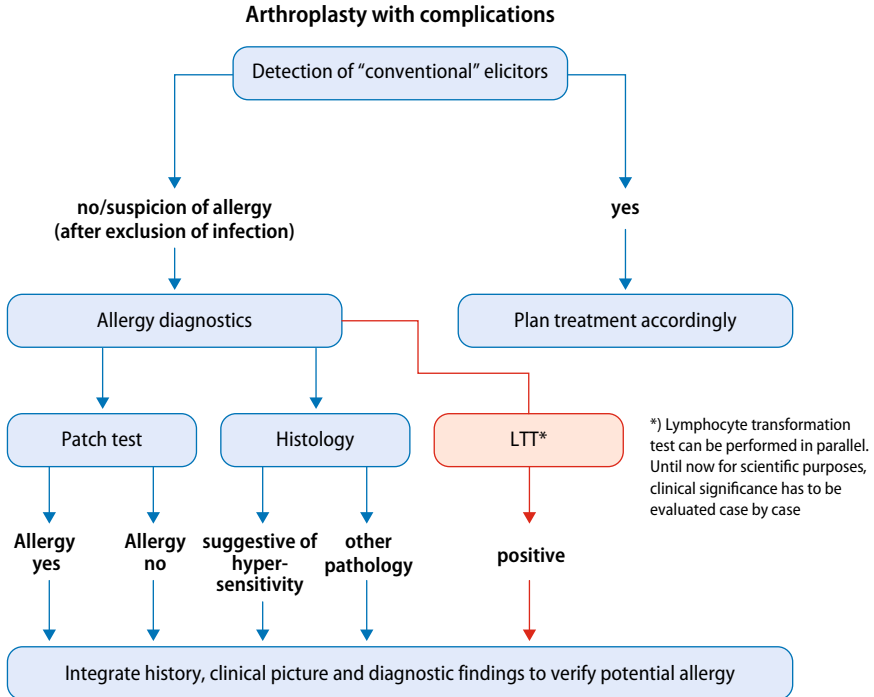 Arthroplasty with complications
Detection of “conventional” elicitors
no/suspicion of allergy
(after exclusion of infection)
yes
Allergy diagnostics
Plan treatment accordingly
Patch test
Histology
LTT*
*) Lymphocyte transformation
test can be performed in parallel.
Until now for scientific purposes,
clinical significance has to be
evaluated case by case
Allergy
yes
Allergy
no
suggestive of
hyper-
sensitivity
other
pathology
positive
Integrate history, clinical picture and diagnostic findings to verify potential allergy